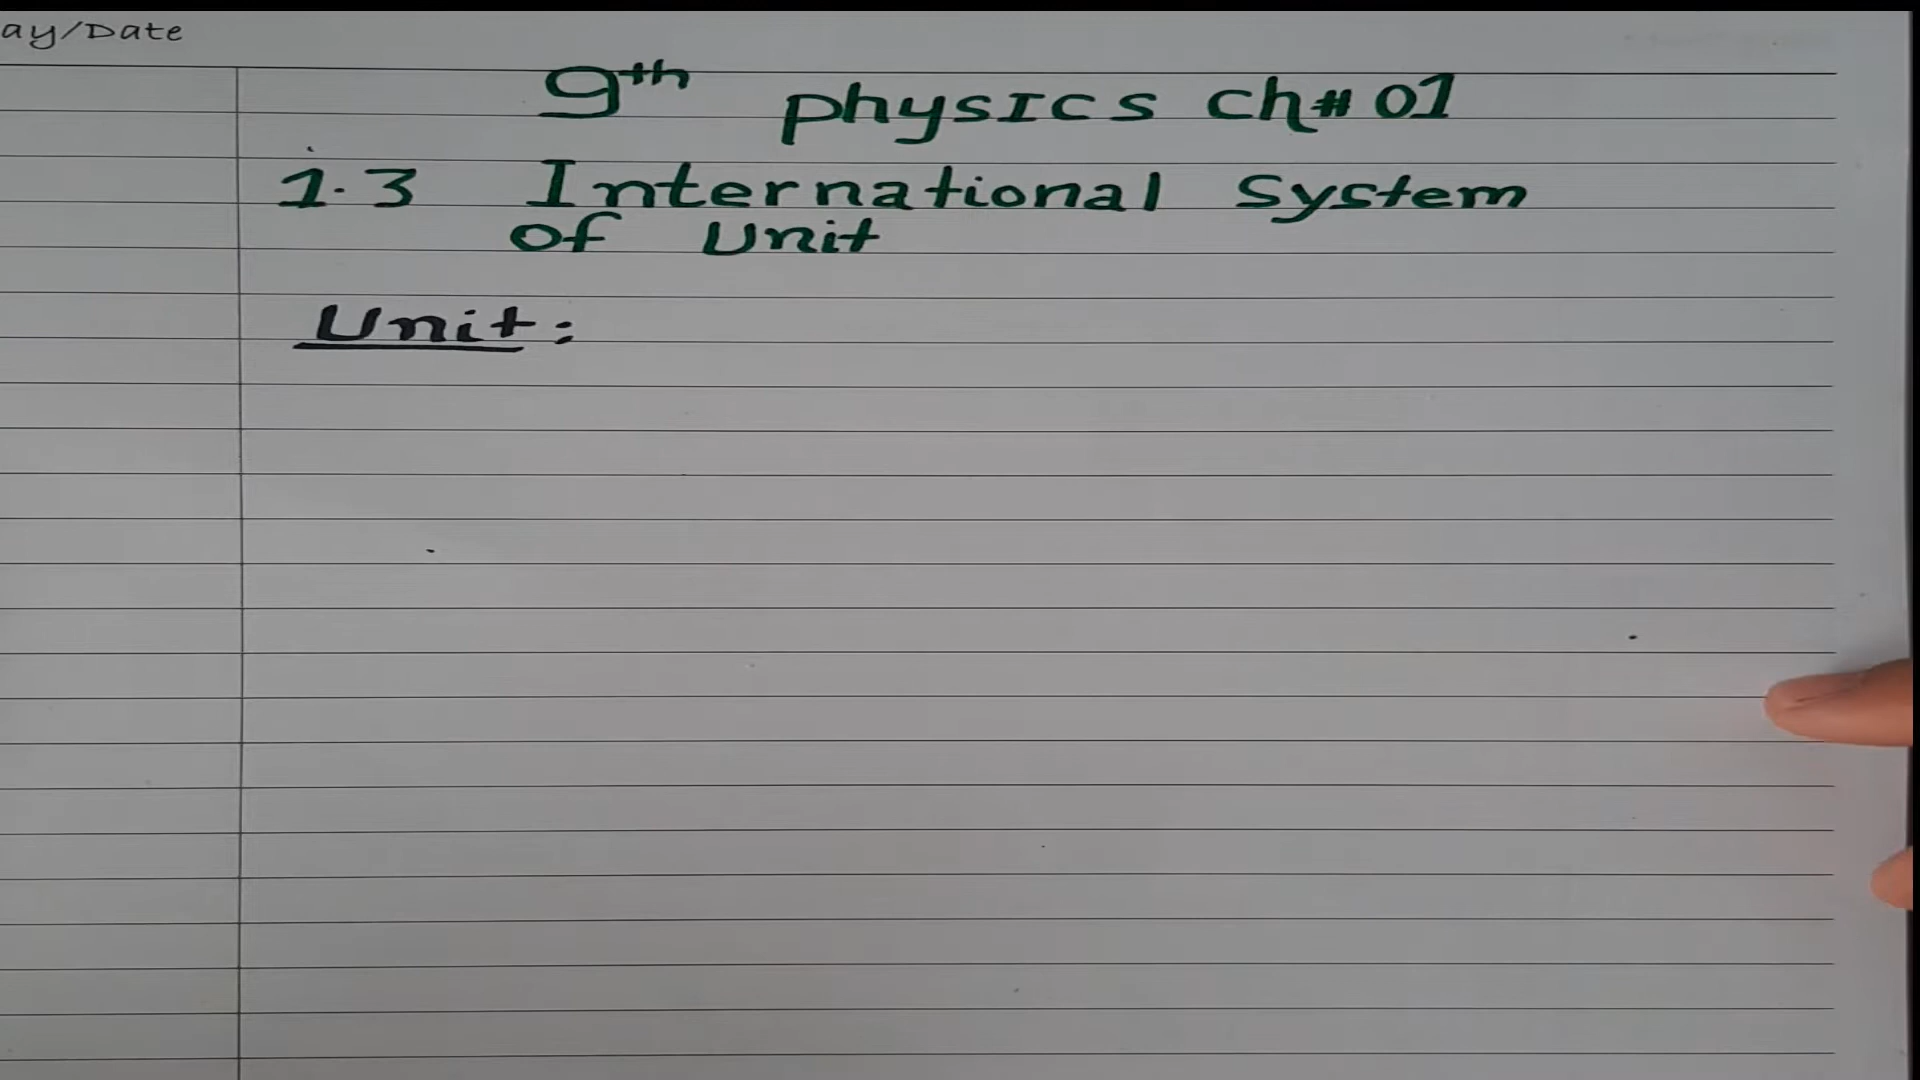 ay/Date
9th physics ch# 01
1.3 International System
of Unit
Unit: